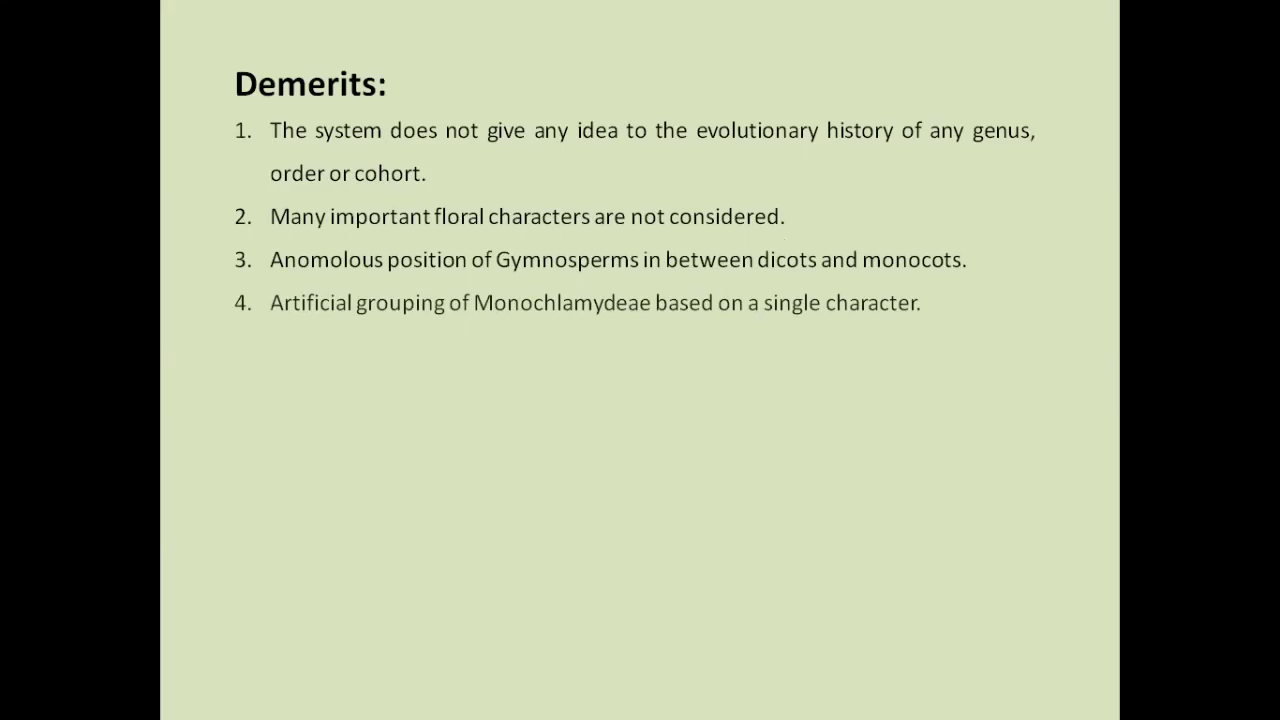 Demerits:
1. The system does not give any idea to the evolutionary history of any genus,
order or cohort.
2. Many important floral characters are not considered.
3. Anomolous position of Gymnosperms in between dicots and monocots.
4. Artificial grouping of Monochlamydeae based on a single character.